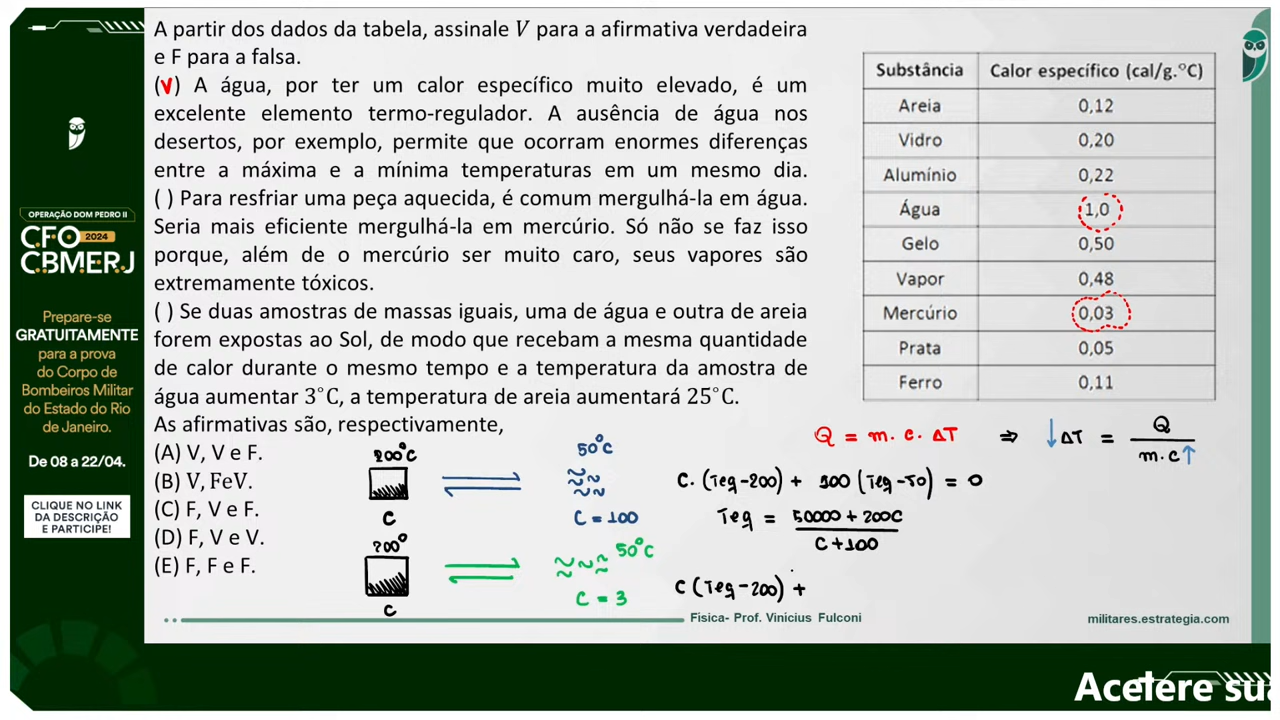 A partir dos dados da tabela, assinale V para a afirmativa verdadeira
e F para a falsa.
(V) A água, por ter um calor específico muito elevado, é um
excelente elemento termo-regulador. A ausência de água nos
desertos, por exemplo, permite que ocorram enormes diferenças
entre a máxima e a mínima temperaturas em um mesmo dia.
( ) Para resfriar uma peça aquecida, é comum mergulhá-la em água.
Seria mais eficiente mergulhá-la em mercúrio. Só não se faz isso
porque, além de o mercúrio ser muito caro, seus vapores são
extremamente tóxicos.
( ) Se duas amostras de massas iguais, uma de água e outra de areia
forem expostas ao Sol, de modo que recebam a mesma quantidade
de calor durante o mesmo tempo e a temperatura da amostra de
água aumentar 3°C, a temperatura de areia aumentará 25°C.
As afirmativas são, respectivamente,
(A) V, V e F.
(B) V, FeV.
(C) F, V e F.
(D) F, V e V.
(E) F, F e F.
Substância Calor específico (cal/g.°C)
Areia 0,12
Vidro 0,20
Alumínio 0,22
Água 1,0
Gelo 0,50
Vapor 0,48
Mercúrio 0,03
Prata 0,05
Ferro 0,11
Q = m. c. ΔT ⇒ ↓ΔT = Q
m.c↑
200°C
C
50°C
C = 100
200°
C
50°C
C = 3
C. (Teq-200) + 100 (Teq-50) = 0
Teq = 50000 + 200C
C+100
C (Teq-200) +
OPERAÇÃO DOM PEDRO II
CFO 2024
CBMERJ
Prepare-se
GRATUITAMENTE
para a prova
do Corpo de
Bombeiros Militar
do Estado do Rio
de Janeiro.
De 08 a 22/04.
CLIQUE NO LINK
DA DESCRIÇÃO
E PARTICIPE!
Fisica- Prof. Vinícius Fulconi
militares.estrategia.com
Acelere sua